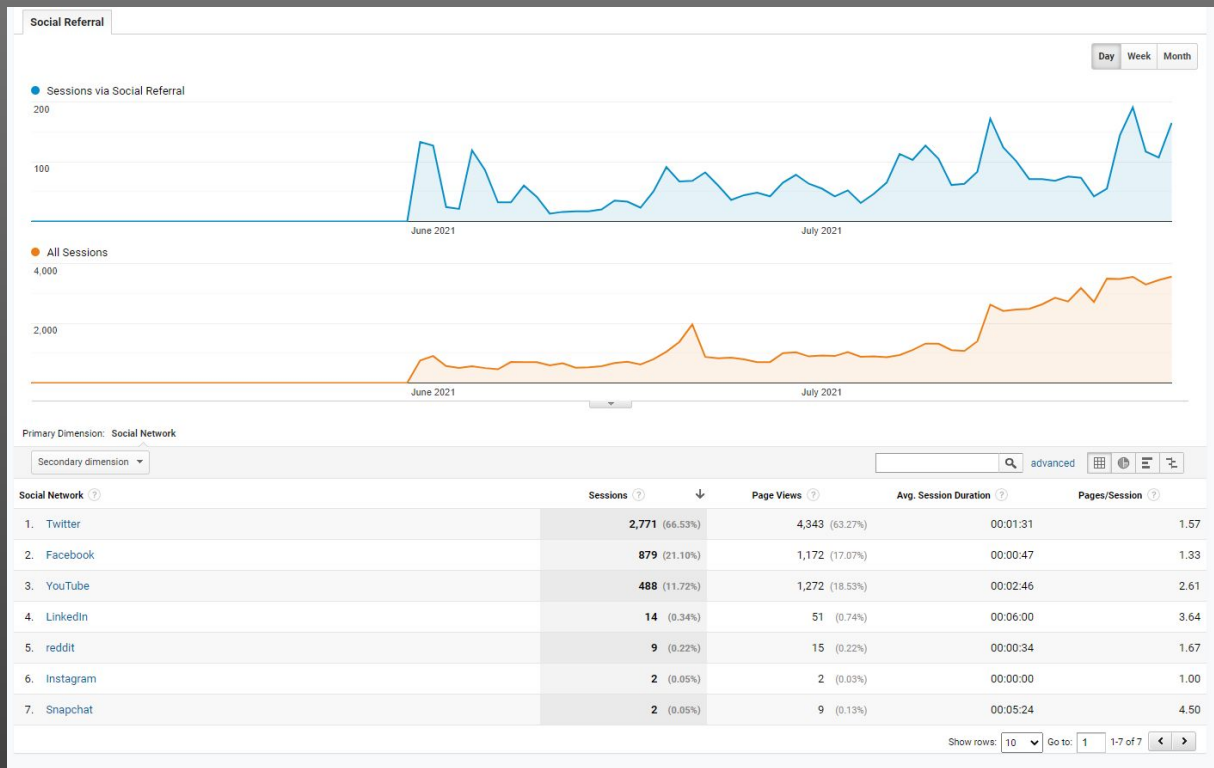 Social Referral
Day Week Month
Sessions via Social Referral
200
100
June 2021 July 2021
All Sessions
4,000
2,000
June 2021 July 2021
Primary Dimension: Social Network
Secondary dimension advanced
Social Network Sessions Page Views Avg. Session Duration Pages/Session
1. Twitter 2,771 (66.53%) 4,343 (63.27%) 00:01:31 1.57
2. Facebook 879 (21.10%) 1,172 (17.07%) 00:00:47 1.33
3. YouTube 488 (11.72%) 1,272 (18.53%) 00:02:46 2.61
4. LinkedIn 14 (0.34%) 51 (0.74%) 00:06:00 3.64
5. reddit 9 (0.22%) 15 (0.22%) 00:00:34 1.67
6. Instagram 2 (0.05%) 2 (0.03%) 00:00:00 1.00
7. Snapchat 2 (0.05%) 9 (0.13%) 00:05:24 4.50
Show rows: 10 Go to: 1 1-7 of 7